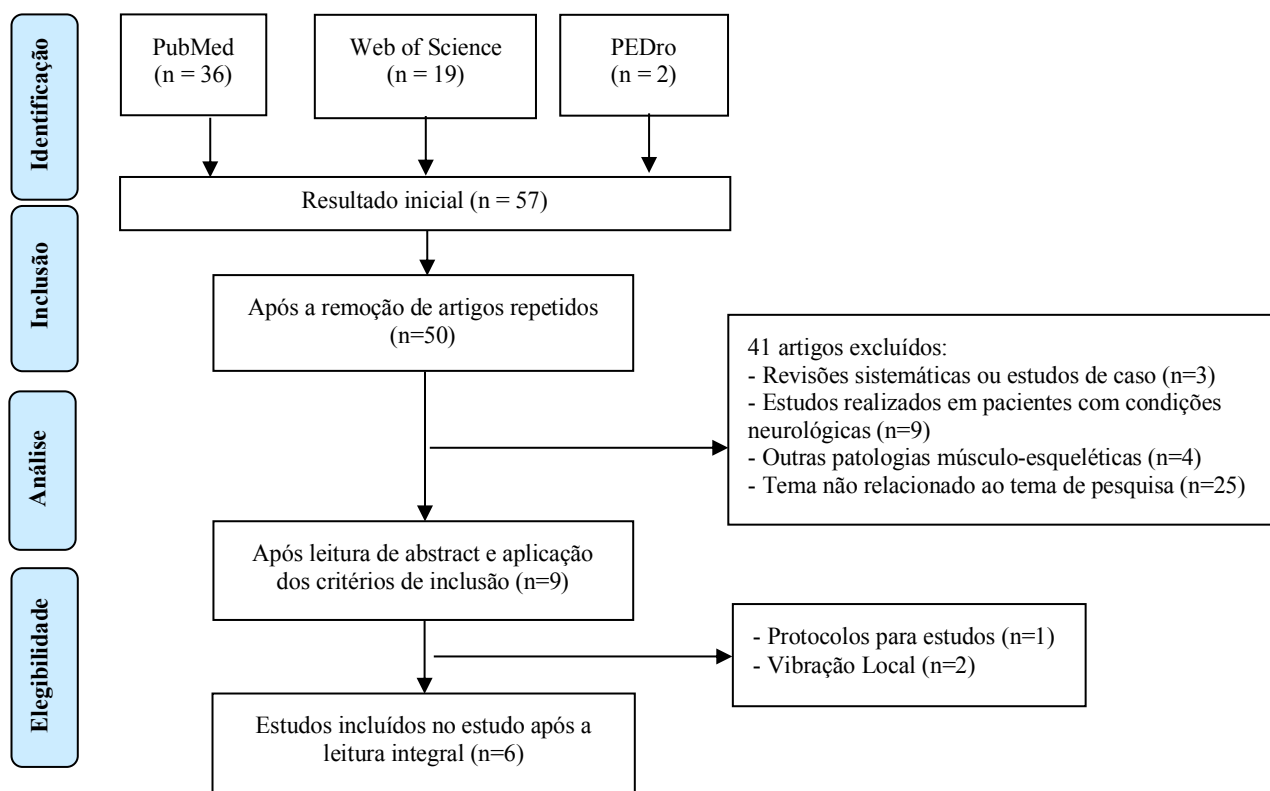 Identificação
PubMed
(n = 36)
Web of Science
(n = 19)
PEDro
(n = 2)
Resultado inicial (n = 57)
Inclusão
Após a remoção de artigos repetidos
(n=50)
41 artigos excluídos:
- Revisões sistemáticas ou estudos de caso (n=3)
- Estudos realizados em pacientes com condições
neurológicas (n=9)
- Outras patologias músculo-esqueléticas (n=4)
- Tema não relacionado ao tema de pesquisa (n=25)
Análise
Após leitura de abstract e aplicação
dos critérios de inclusão (n=9)
Elegibilidade
- Protocolos para estudos (n=1)
- Vibração Local (n=2)
Estudos incluídos no estudo após a
leitura integral (n=6)